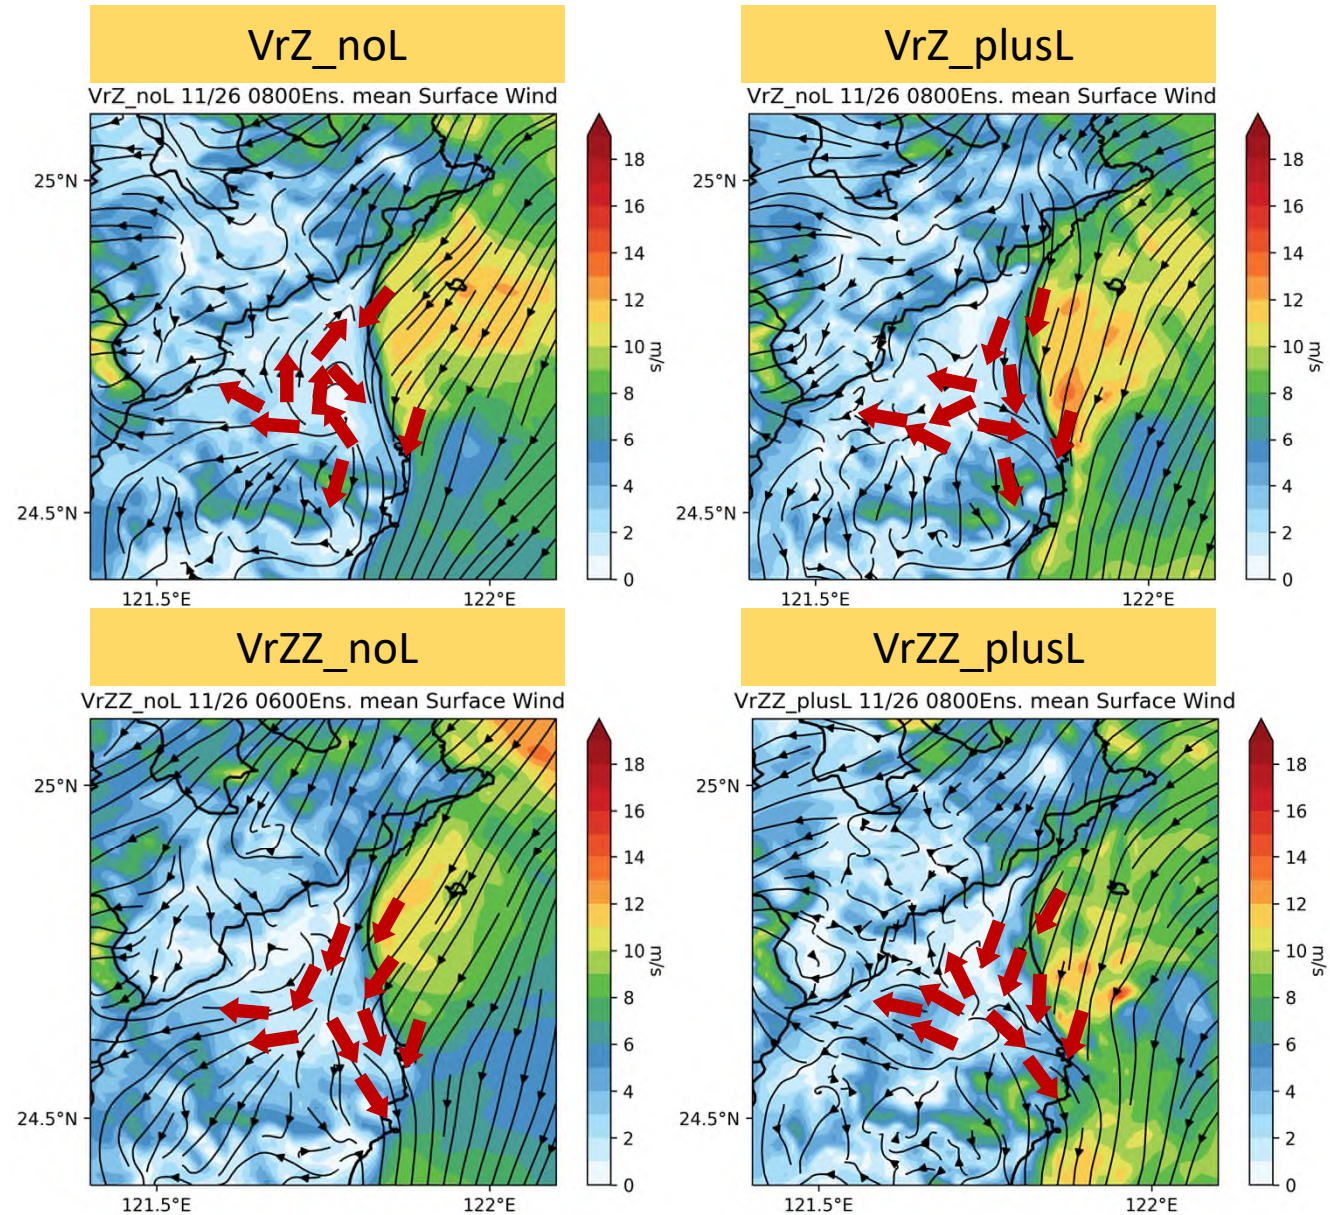 VrZ_noL
VrZ_plusL
VrZ_noL 11/26 0800Ens. mean Surface Wind
VrZ_noL 11/26 0800Ens. mean Surface Wind
25°N
24.5°N
121.5°E
122°E
18
16
14
12
10
8
6
4
2
0
m/s
25°N
24.5°N
121.5°E
122°E
18
16
14
12
10
8
6
4
2
0
m/s
VrZZ_noL
VrZZ_plusL
VrZZ_noL 11/26 0600Ens. mean Surface Wind
VrZZ_plusL 11/26 0800Ens. mean Surface Wind
25°N
24.5°N
121.5°E
122°E
18
16
14
12
10
8
6
4
2
0
m/s
25°N
24.5°N
121.5°E
122°E
18
16
14
12
10
8
6
4
2
0
m/s